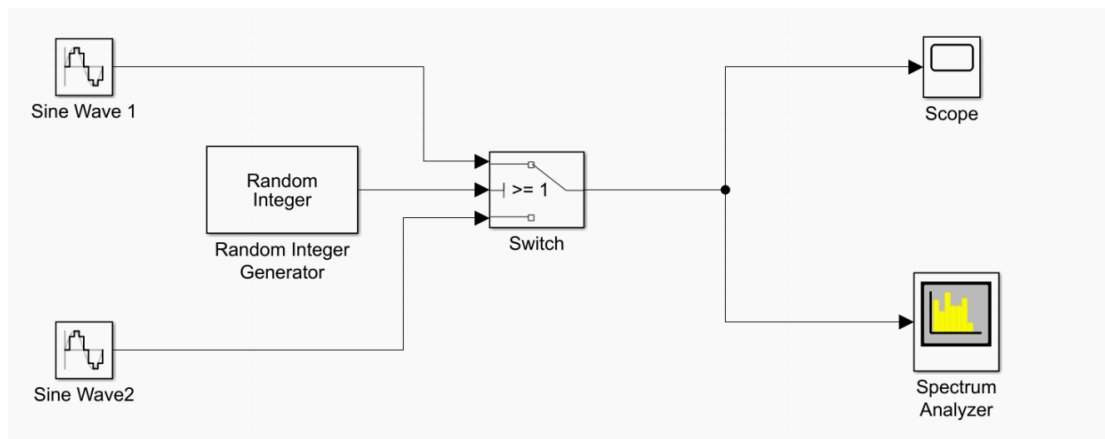 Sine Wave 1
Random
Integer
Random Integer
Generator
>= 1
Switch
Sine Wave2
Scope
Spectrum
Analyzer